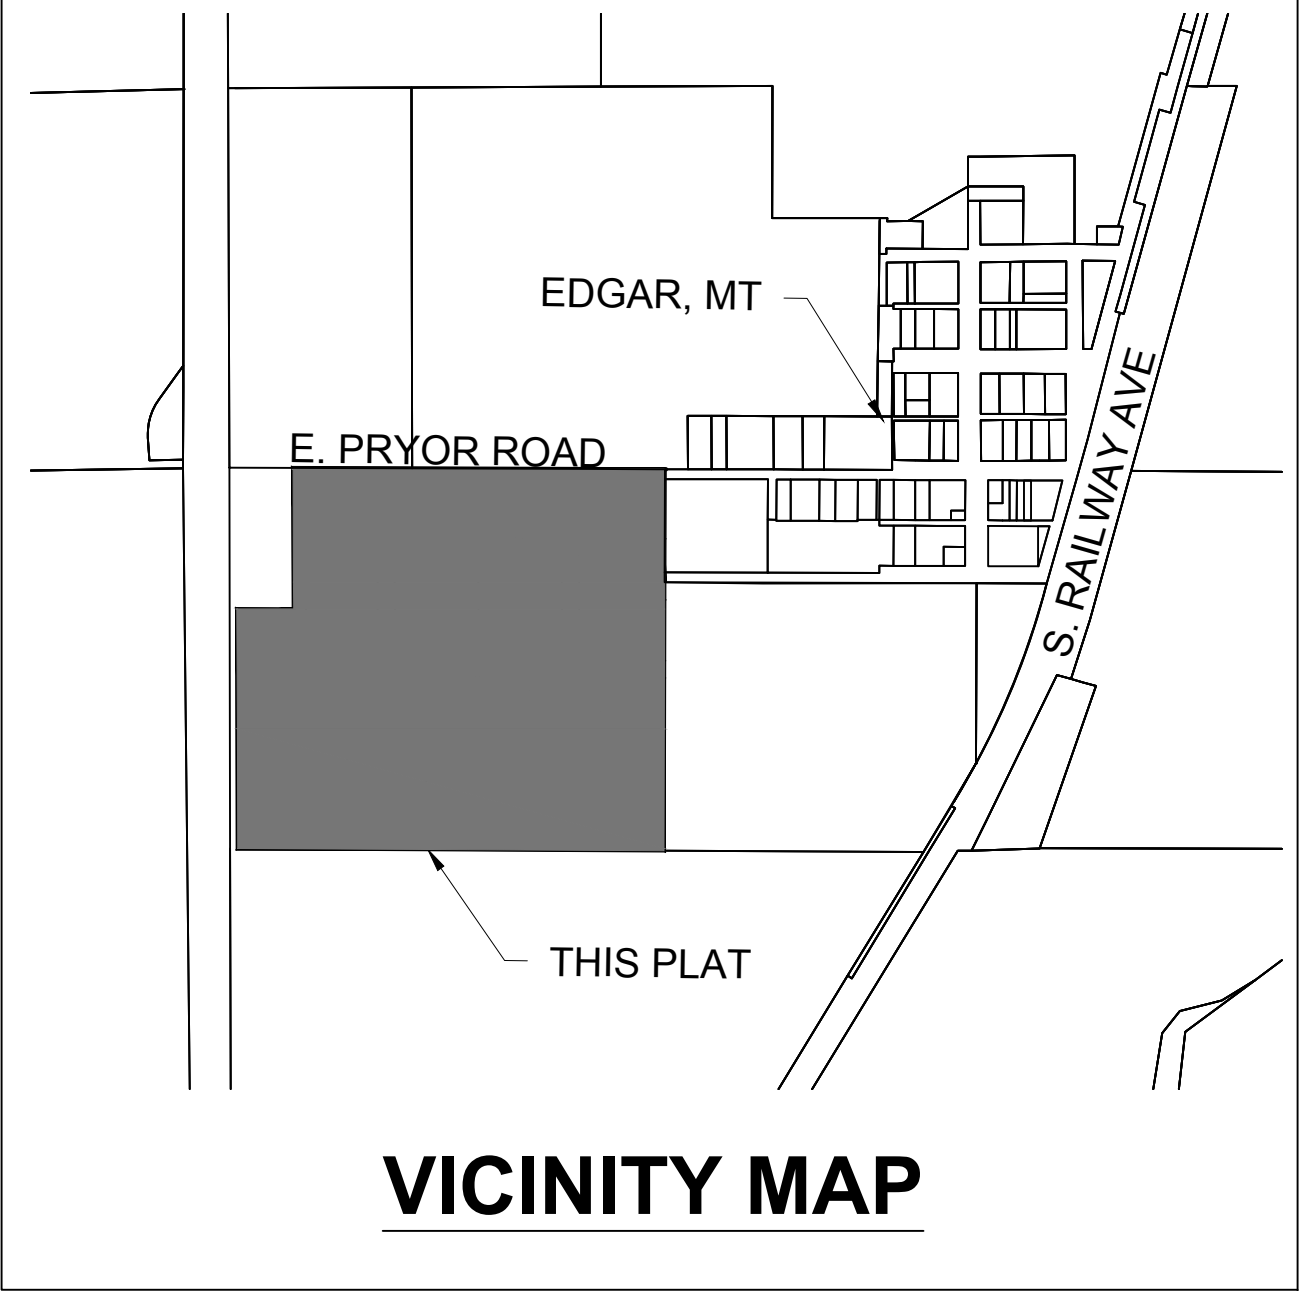 EDGAR, MT
E. PRYOR ROAD
S. RAILWAY AVE
THIS PLAT
VICINITY MAP